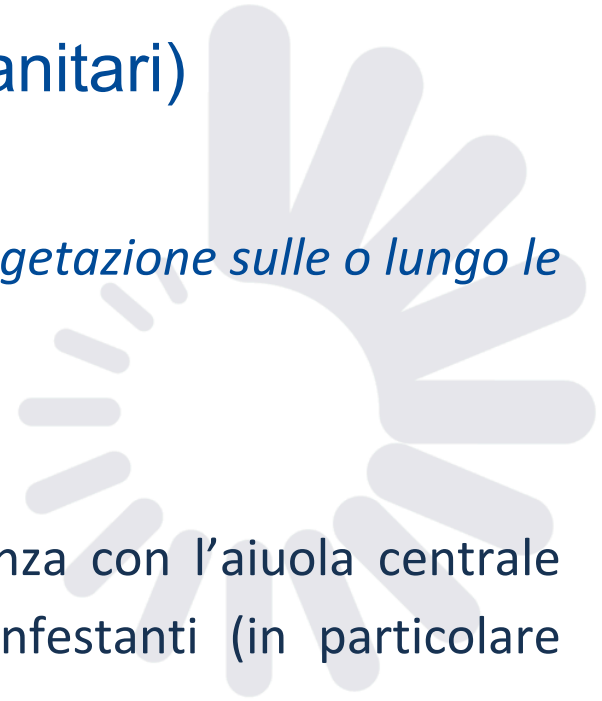 anitari)
getazione sulle o lungo le
nza con l’aiuola centrale
nfestanti (in particolare